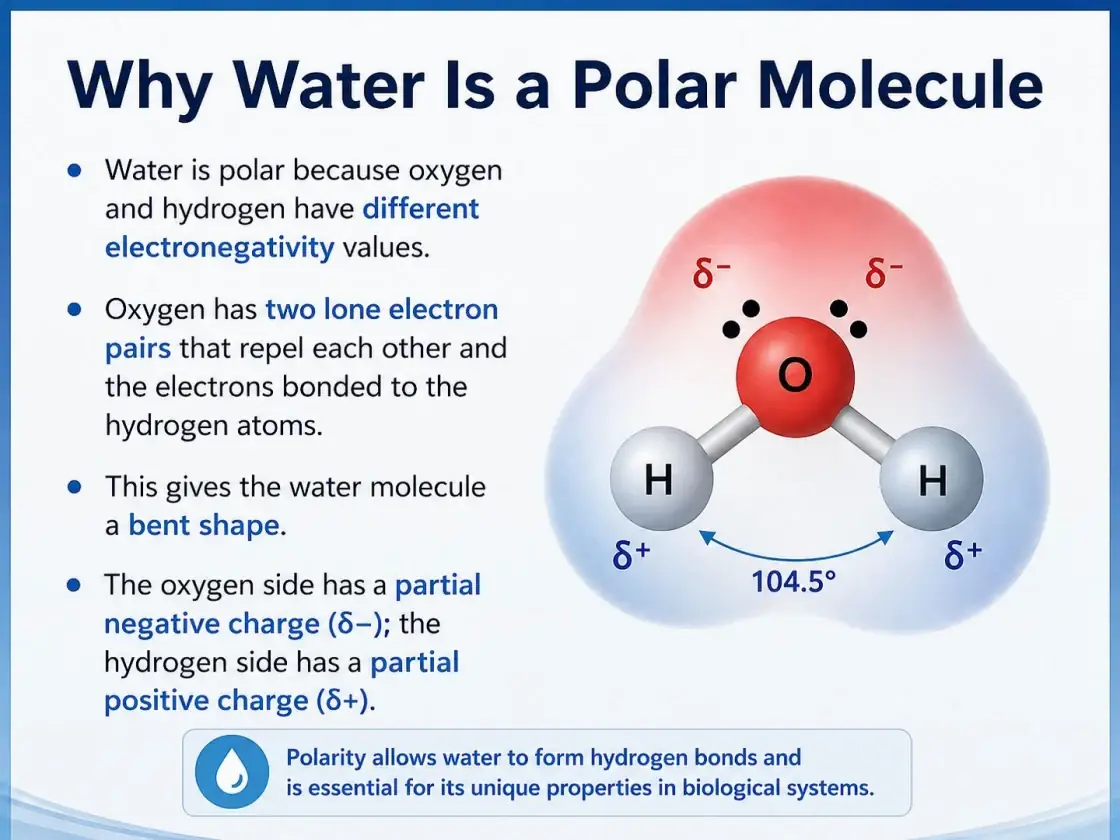 Why Water Is a Polar Molecule
• Water is polar because oxygen
and hydrogen have different
electronegativity values.
• Oxygen has two lone electron
pairs that repel each other and
the electrons bonded to the
hydrogen atoms.
• This gives the water molecule
a bent shape.
• The oxygen side has a partial
negative charge (δ−); the
hydrogen side has a partial
positive charge (δ+).
δ⁻ δ⁻
O
H H
δ⁺ δ⁺
104.5°
Polarity allows water to form hydrogen bonds and
is essential for its unique properties in biological systems.